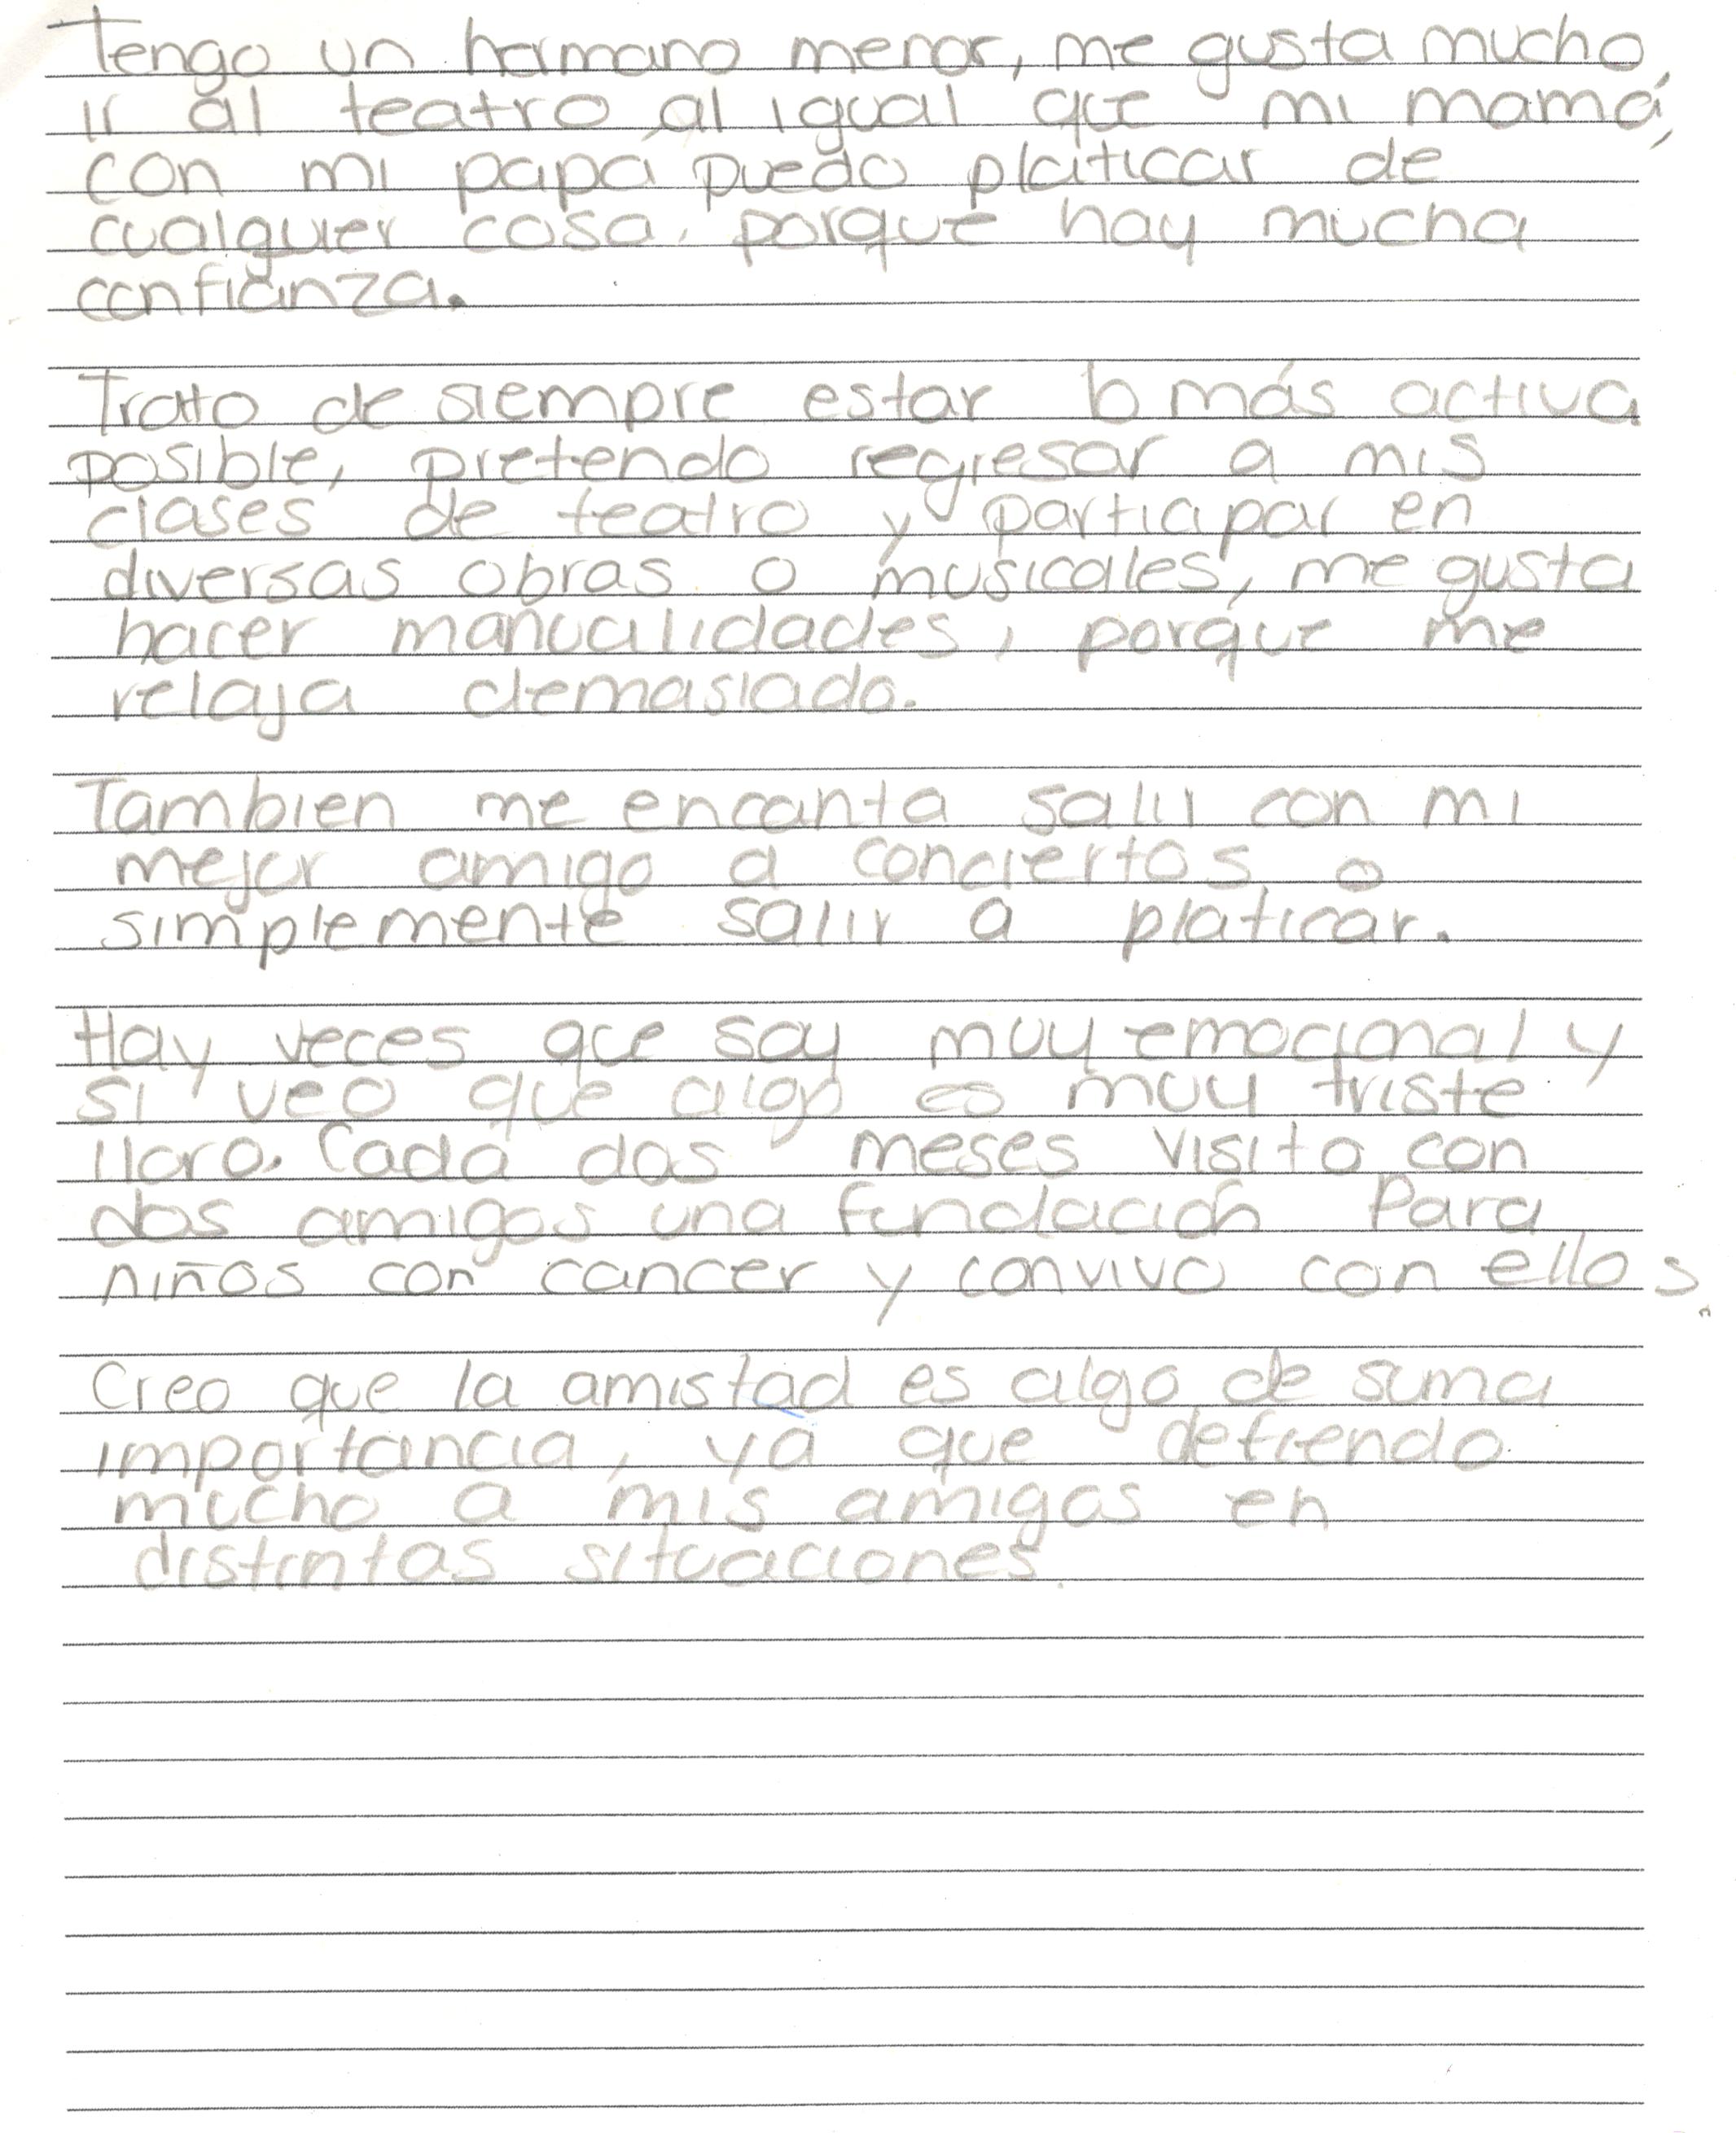 Tengo un hermano menor, me gusta mucho
ir al teatro al igual que mi mamá,
con mi papá puedo platicar de
cualquier cosa, porque hay mucha
confianza.
Trato de siempre estar lo más activa
posible, pretendo regresar a mis
clases de teatro y participar en
diversas obras o musicales, me gusta
hacer manualidades, porque me
relaja demasiado.
Tambien me encanta salir con mi
mejor amigo a conciertos o
simplemente salir a platicar.
Hay veces que soy muy emocional y
si veo que algo es muy triste
lloro. Cada dos meses visito con
dos amigos una fundación Para
niños con cancer y convivo con ellos.
Creo que la amistad es algo de suma
importancia, ya que defiendo
mucho a mis amigos en
distintas situaciones.